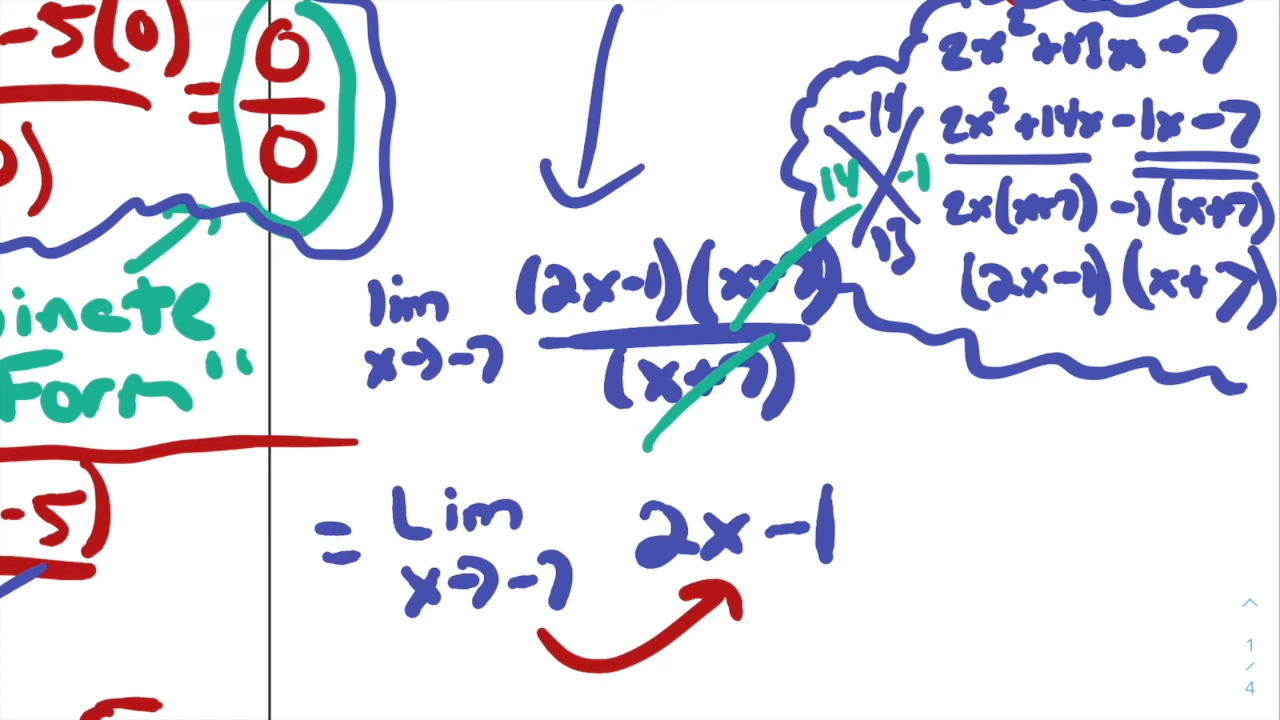 -5(0) = 0/0
)
inate
Form"
-5)
lim x→-7 (2x-1)(x+7)/(x+7)
= Lim x→-7 2x-1
2x² +13x -7
-14
14 -1
13
2x² +14x -1x -7
2x(x+7) -1(x+7)
(2x-1)(x+7)
1
/
4